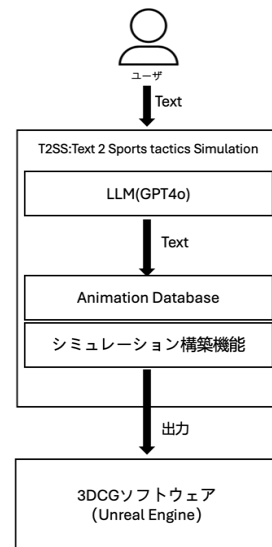 ユーザ
Text
T2SS:Text 2 Sports tactics Simulation
LLM(GPT4o)
Text
Animation Database
シミュレーション構築機能
出力
3DCGソフトウェア
(Unreal Engine)